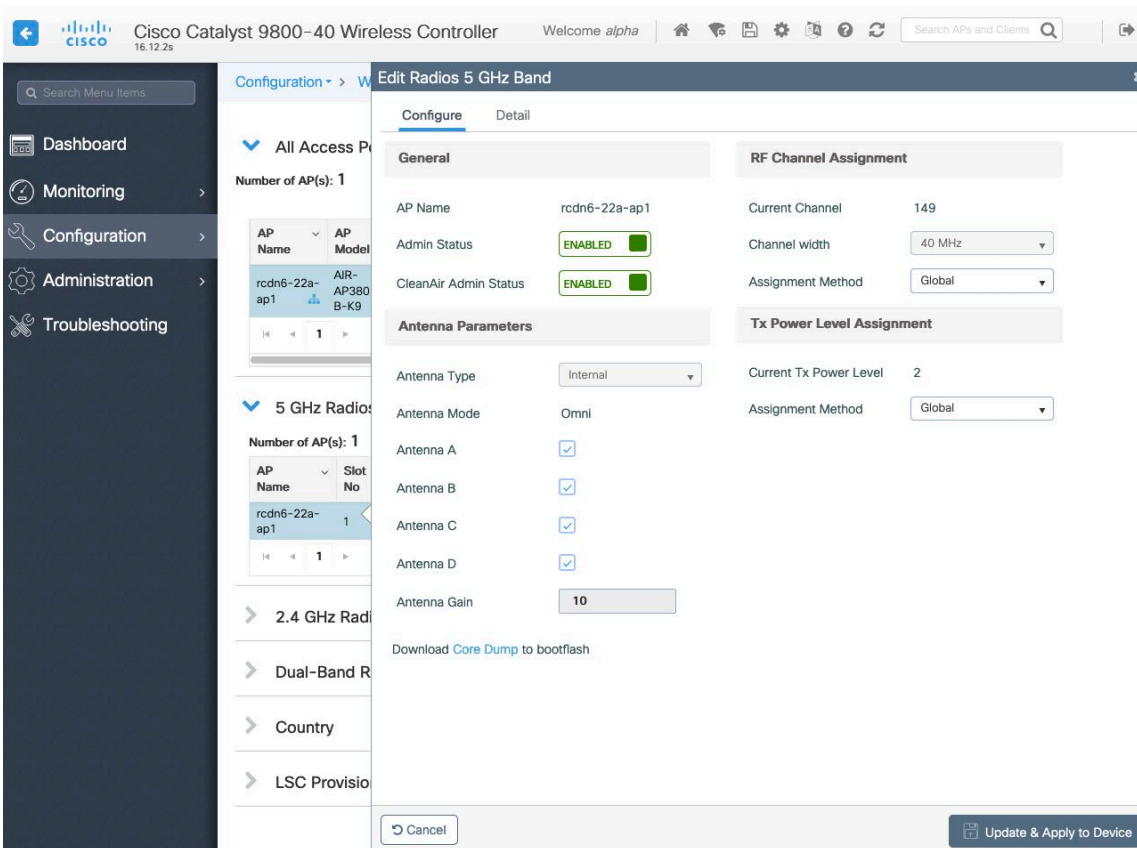 cisco
Cisco Catalyst 9800-40 Wireless Controller
16.12.2s
Welcome alpha
Search APs and Clients
Search Menu Items
Dashboard
Monitoring
Configuration
Administration
Troubleshooting
Configuration > W
All Access Po
Number of AP(s): 1
AP Name
AP Model
rcdn6-22a-ap1
AIR-AP380
B-K9
1
5 GHz Radios
Number of AP(s): 1
AP Name
Slot No
rcdn6-22a-ap1
1
1
2.4 GHz Radi
Dual-Band R
Country
LSC Provisio
Edit Radios 5 GHz Band
Configure Detail
General
AP Name rcdn6-22a-ap1
Admin Status ENABLED
CleanAir Admin Status ENABLED
Antenna Parameters
Antenna Type Internal
Antenna Mode Omni
Antenna A
Antenna B
Antenna C
Antenna D
Antenna Gain 10
Download Core Dump to bootflash
RF Channel Assignment
Current Channel 149
Channel width 40 MHz
Assignment Method Global
Tx Power Level Assignment
Current Tx Power Level 2
Assignment Method Global
Cancel
Update & Apply to Device